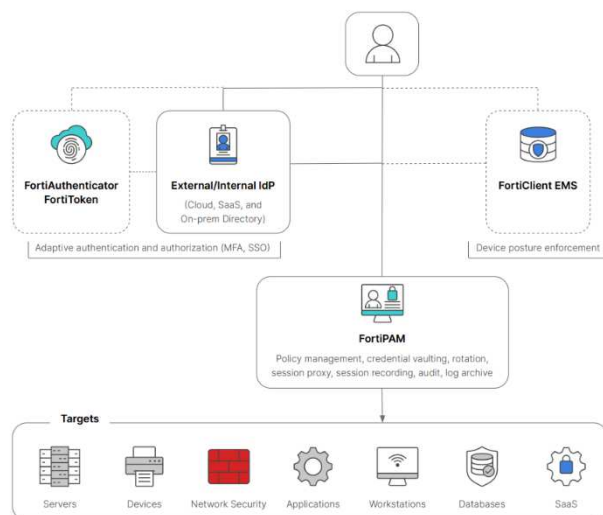 FortiAuthenticator
FortiToken
External/Internal IdP
(Cloud, SaaS, and
On-prem Directory)
FortiClient EMS
Adaptive authentication and authorization (MFA, SSO)
Device posture enforcement
FortiPAM
Policy management, credential vaulting, rotation,
session proxy, session recording, audit, log archive
Targets
Servers
Devices
Network Security
Applications
Workstations
Databases
SaaS